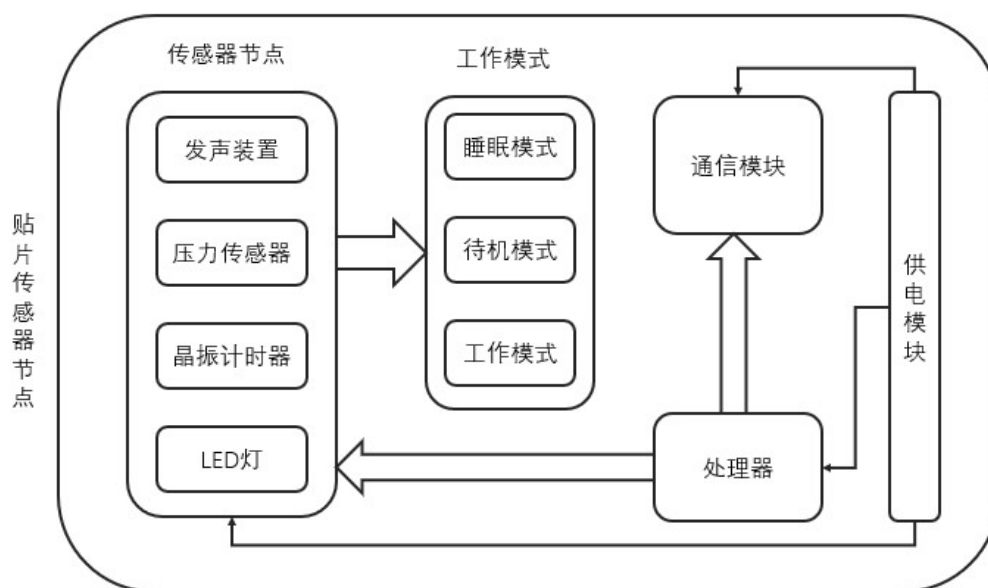 贴片传感器节点
传感器节点
发声装置
压力传感器
晶振计时器
LED灯
工作模式
睡眠模式
待机模式
工作模式
通信模块
处理器
供电模块